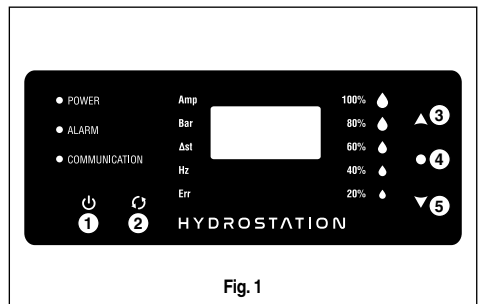 POWER
ALARM
COMMUNICATION
1
2
Amp
Bar
Δst
Hz
Err
100%
80%
60%
40%
20%
3
4
5
HYDROSTATION
Fig. 1